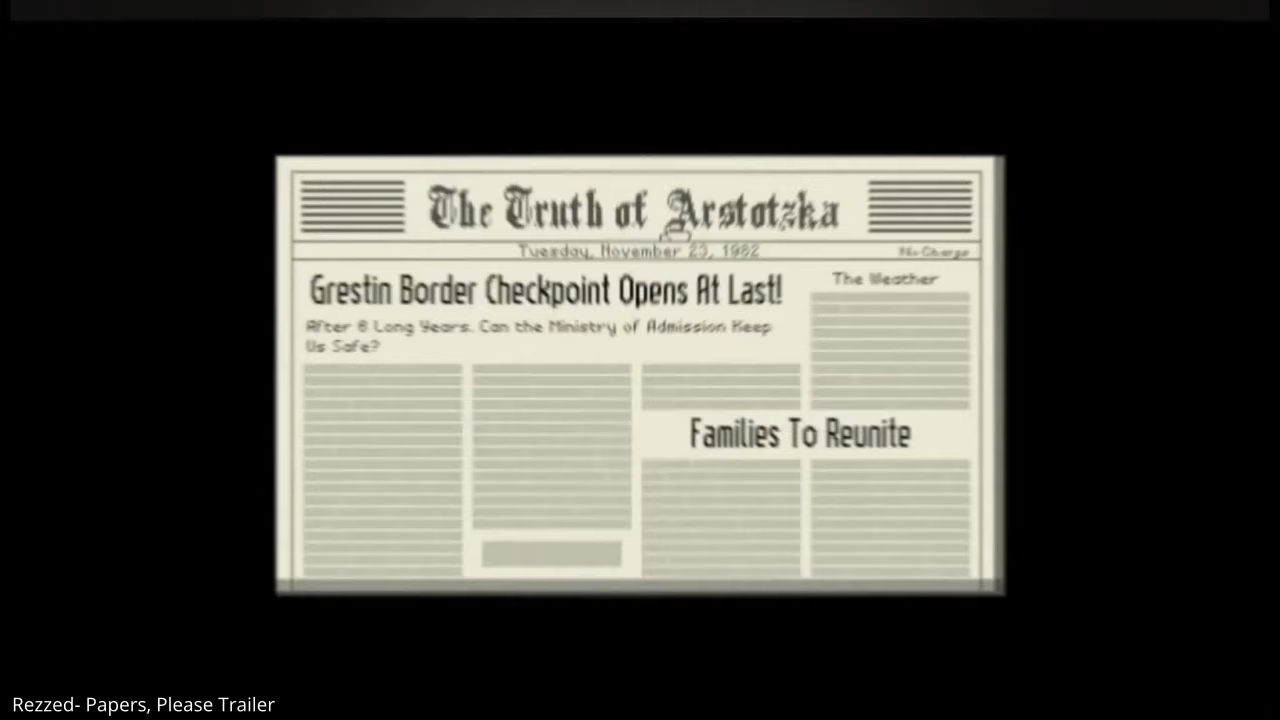 The Truth of Arstotzka
Tuesday, November 23, 1982
No Charge
Grestin Border Checkpoint Opens At Last!
After 6 Long Years. Can the Ministry of Admission Keep
Us Safe?
The Weather
Families To Reunite
Rezzed- Papers, Please Trailer